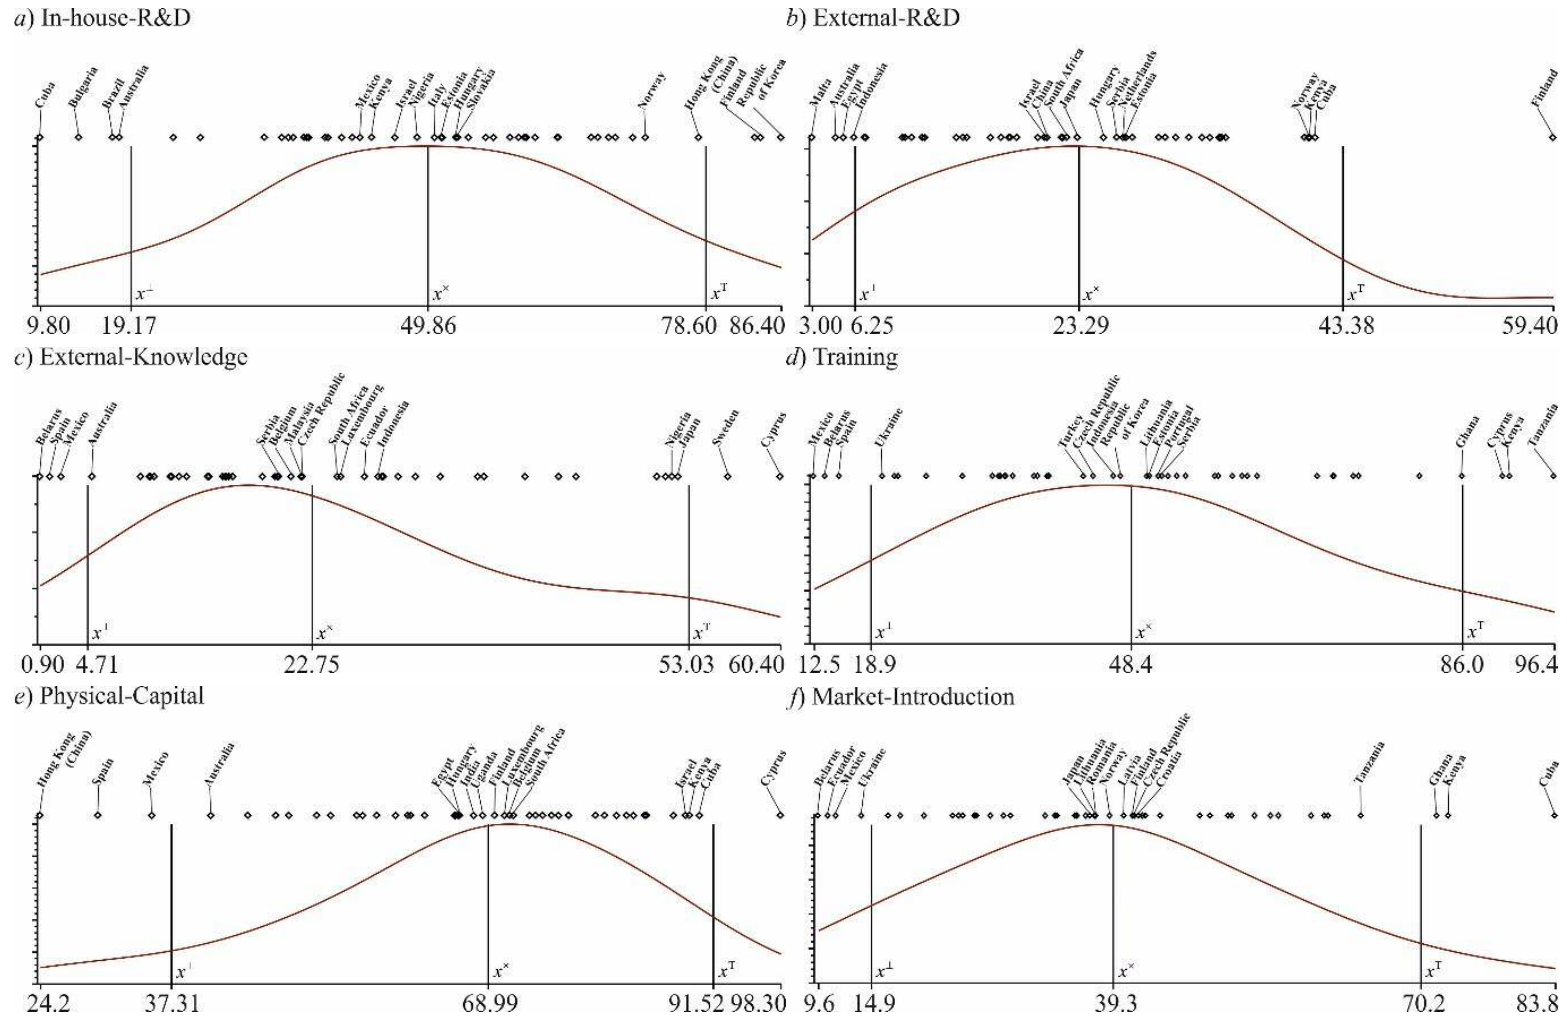 a) In-house-R&D
Cuba
Bulgaria
Brazil
Australia
Mexico
Kenya
Israel
Nigeria
Italy
Estonia
Hungary
Slovakia
Norway
Hong Kong
(China)
Finland
Republic
of Korea
x⊥
x×
xT
9.80 19.17 49.86 78.60 86.40
b) External-R&D
Malta
Australia
Egypt
Indonesia
Israel
China
South Africa
Japan
Hungary
Serbia
Netherlands
Estonia
Norway
Kenya
Cuba
Finland
x⊥
x×
xT
3.00 6.25 23.29 43.38 59.40
c) External-Knowledge
Belarus
Spain
Mexico
Australia
Serbia
Belgium
Malaysia
Czech Republic
South Africa
Luxembourg
Ecuador
Indonesia
Nigeria
Japan
Sweden
Cyprus
x⊥
x×
xT
0.90 4.71 22.75 53.03 60.40
d) Training
Mexico
Belarus
Spain
Ukraine
Turkey
Czech Republic
Indonesia
Republic
of Korea
Lithuania
Estonia
Portugal
Serbia
Ghana
Cyprus
Kenya
Tanzania
x⊥
x×
xT
12.5 18.9 48.4 86.0 96.4
e) Physical-Capital
Hong Kong
(China)
Spain
Mexico
Australia
Egypt
Hungary
India
Uganda
Finland
Luxembourg
Belgium
South Africa
Israel
Kenya
Cuba
Cyprus
x⊥
x×
xT
24.2 37.31 68.99 91.52 98.30
f) Market-Introduction
Belarus
Ecuador
Mexico
Ukraine
Japan
Lithuania
Romania
Norway
Latvia
Finland
Czech Republic
Croatia
Tanzania
Ghana
Kenya
Cuba
x⊥
x×
xT
9.6 14.9 39.3 70.2 83.8